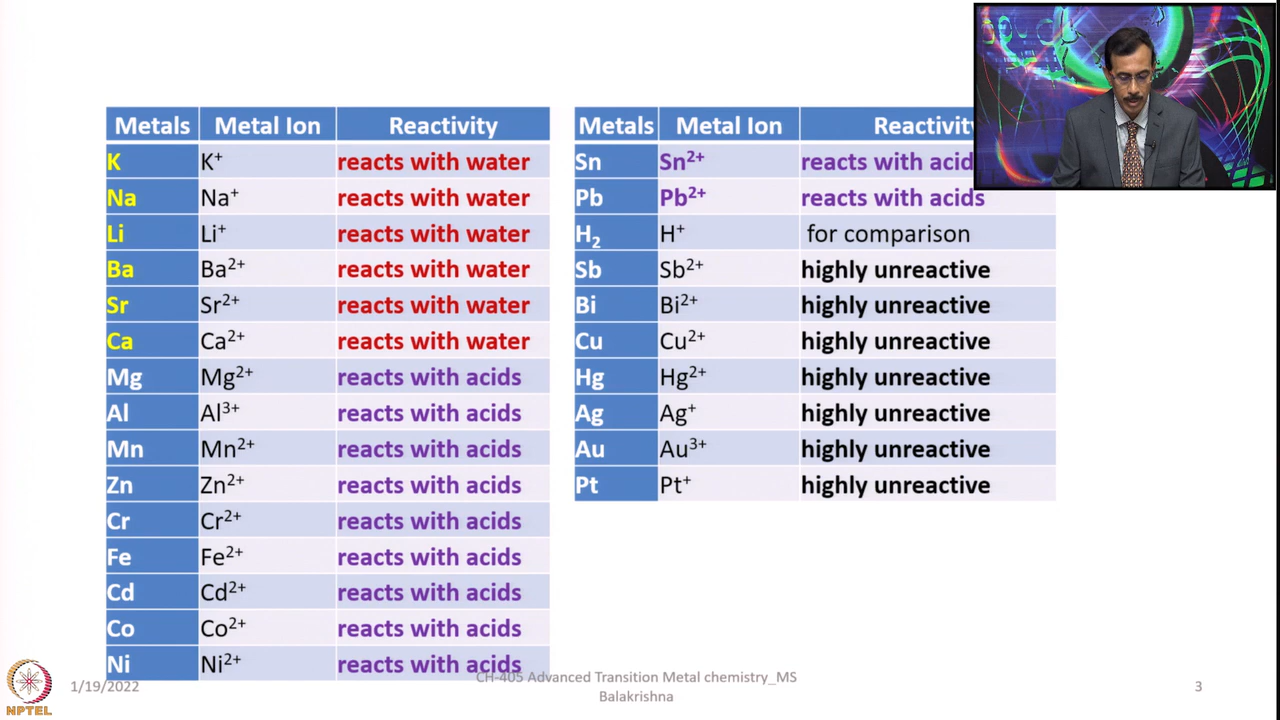 Metals Metal Ion Reactivity
K K⁺ reacts with water
Na Na⁺ reacts with water
Li Li⁺ reacts with water
Ba Ba²⁺ reacts with water
Sr Sr²⁺ reacts with water
Ca Ca²⁺ reacts with water
Mg Mg²⁺ reacts with acids
Al Al³⁺ reacts with acids
Mn Mn²⁺ reacts with acids
Zn Zn²⁺ reacts with acids
Cr Cr²⁺ reacts with acids
Fe Fe²⁺ reacts with acids
Cd Cd²⁺ reacts with acids
Co Co²⁺ reacts with acids
Ni Ni²⁺ reacts with acids
Metals Metal Ion Reactivity
Sn Sn²⁺ reacts with acid
Pb Pb²⁺ reacts with acids
H₂ H⁺ for comparison
Sb Sb²⁺ highly unreactive
Bi Bi²⁺ highly unreactive
Cu Cu²⁺ highly unreactive
Hg Hg²⁺ highly unreactive
Ag Ag⁺ highly unreactive
Au Au³⁺ highly unreactive
Pt Pt⁺ highly unreactive
NPTEL
1/19/2022
CH-405 Advanced Transition Metal chemistry_MS
Balakrishna
3